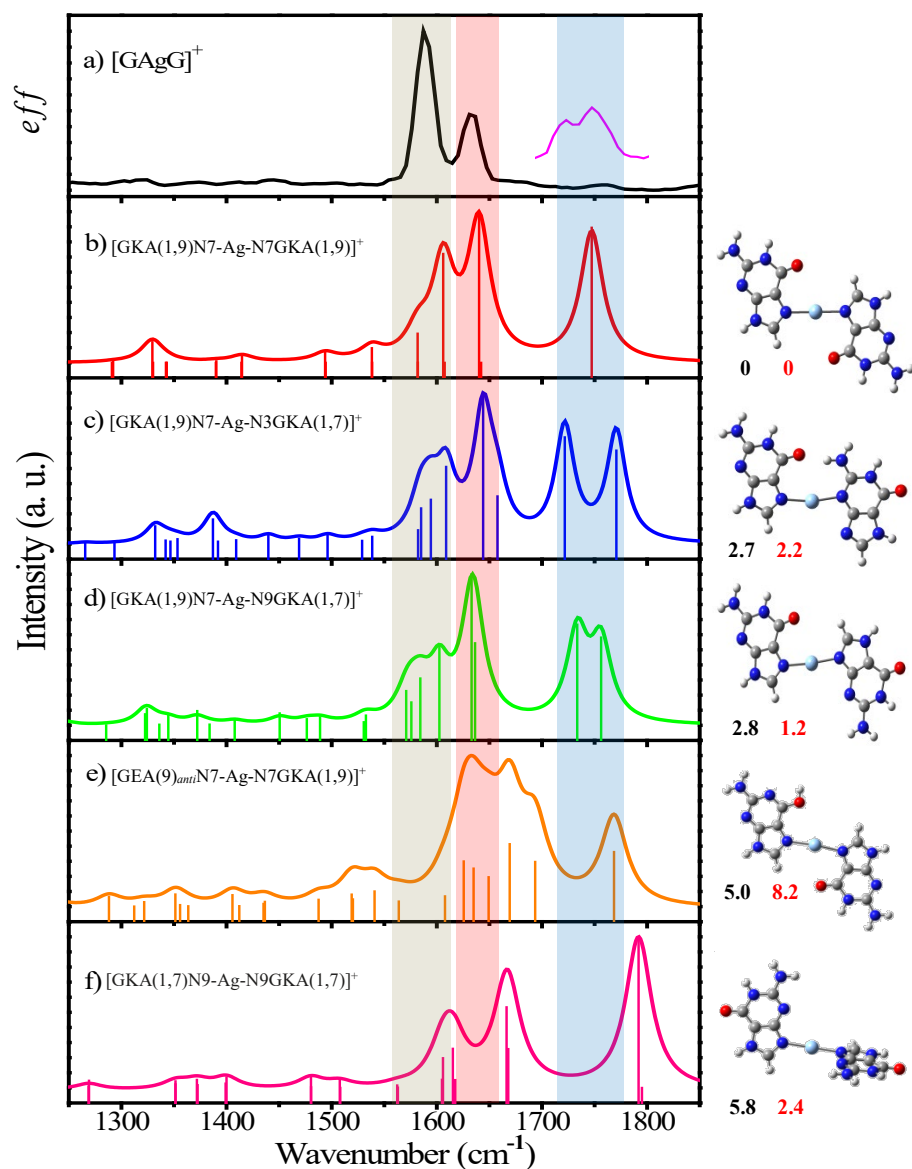 eff
a) [GAgG]⁺
b) [GKA(1,9)N7-Ag-N7GKA(1,9)]⁺
0 0
c) [GKA(1,9)N7-Ag-N3GKA(1,7)]⁺
2.7 2.2
Intensity (a. u.)
d) [GKA(1,9)N7-Ag-N9GKA(1,7)]⁺
2.8 1.2
e) [GEA(9)antiN7-Ag-N7GKA(1,9)]⁺
5.0 8.2
f) [GKA(1,7)N9-Ag-N9GKA(1,7)]⁺
5.8 2.4
1300 1400 1500 1600 1700 1800
Wavenumber (cm⁻¹)